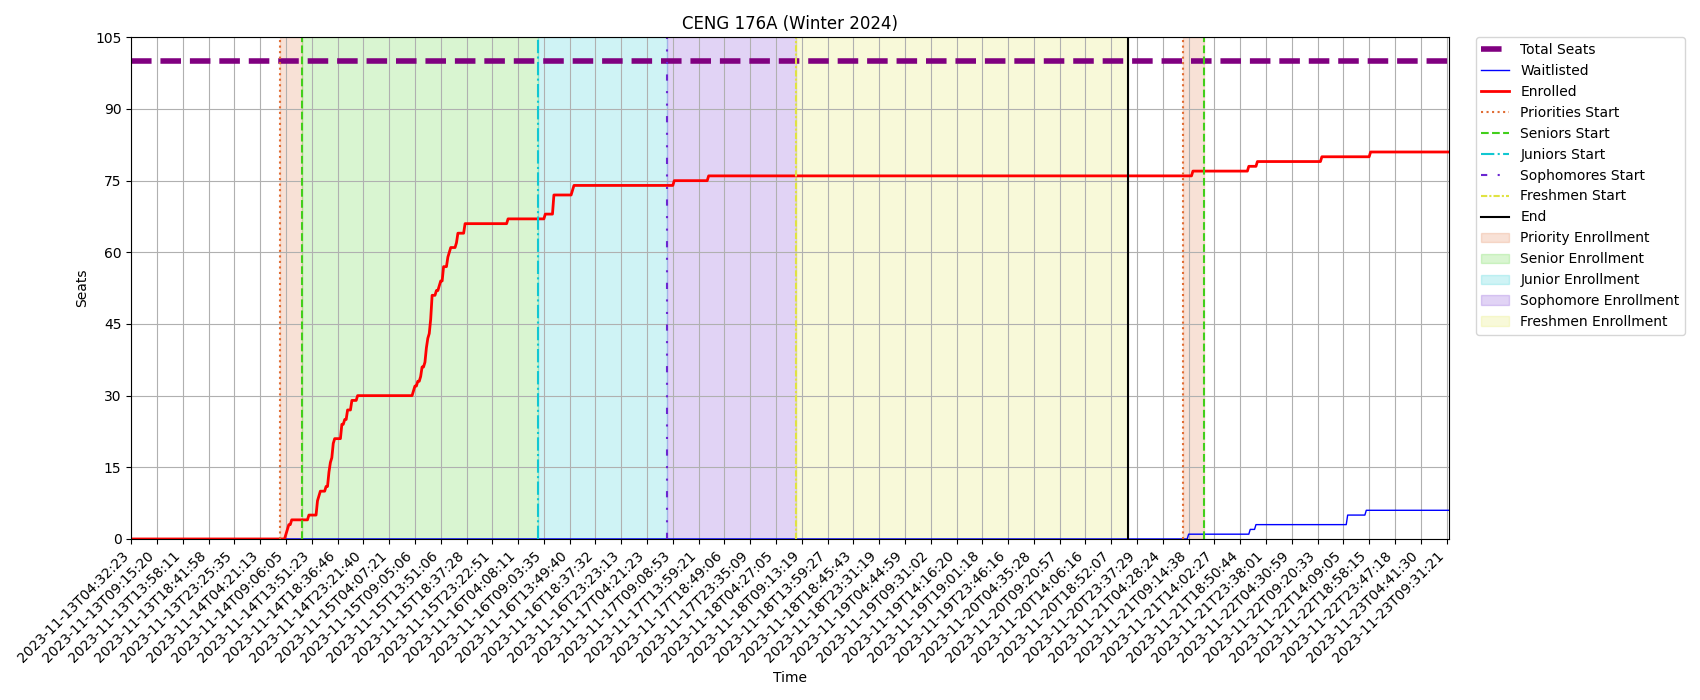 CENG 176A (Winter 2024)
105
90
75
60
45
30
15
0
Seats
2023-11-13T04:32:23
2023-11-13T09:15:20
2023-11-13T13:58:11
2023-11-13T18:41:58
2023-11-13T23:25:35
2023-11-14T04:21:13
2023-11-14T09:06:05
2023-11-14T13:51:23
2023-11-14T18:36:46
2023-11-14T23:21:40
2023-11-15T04:07:21
2023-11-15T09:05:06
2023-11-15T13:51:06
2023-11-15T18:37:28
2023-11-15T23:22:51
2023-11-16T04:08:11
2023-11-16T09:03:35
2023-11-16T13:49:40
2023-11-16T18:37:32
2023-11-16T23:23:13
2023-11-17T04:21:23
2023-11-17T09:08:53
2023-11-17T13:59:21
2023-11-17T18:49:06
2023-11-17T23:35:09
2023-11-18T04:27:05
2023-11-18T09:13:19
2023-11-18T13:59:27
2023-11-18T18:45:43
2023-11-18T23:31:19
2023-11-19T04:44:59
2023-11-19T09:31:02
2023-11-19T14:16:20
2023-11-19T19:01:18
2023-11-19T23:46:16
2023-11-20T04:35:28
2023-11-20T09:20:57
2023-11-20T14:06:16
2023-11-20T18:52:07
2023-11-20T23:37:29
2023-11-21T04:28:24
2023-11-21T09:14:38
2023-11-21T14:02:27
2023-11-21T18:50:44
2023-11-21T23:38:01
2023-11-22T04:30:59
2023-11-22T09:20:33
2023-11-22T14:09:05
2023-11-22T18:58:15
2023-11-22T23:47:18
2023-11-23T04:41:30
2023-11-23T09:31:21
Time
Total Seats
Waitlisted
Enrolled
Priorities Start
Seniors Start
Juniors Start
Sophomores Start
Freshmen Start
End
Priority Enrollment
Senior Enrollment
Junior Enrollment
Sophomore Enrollment
Freshmen Enrollment